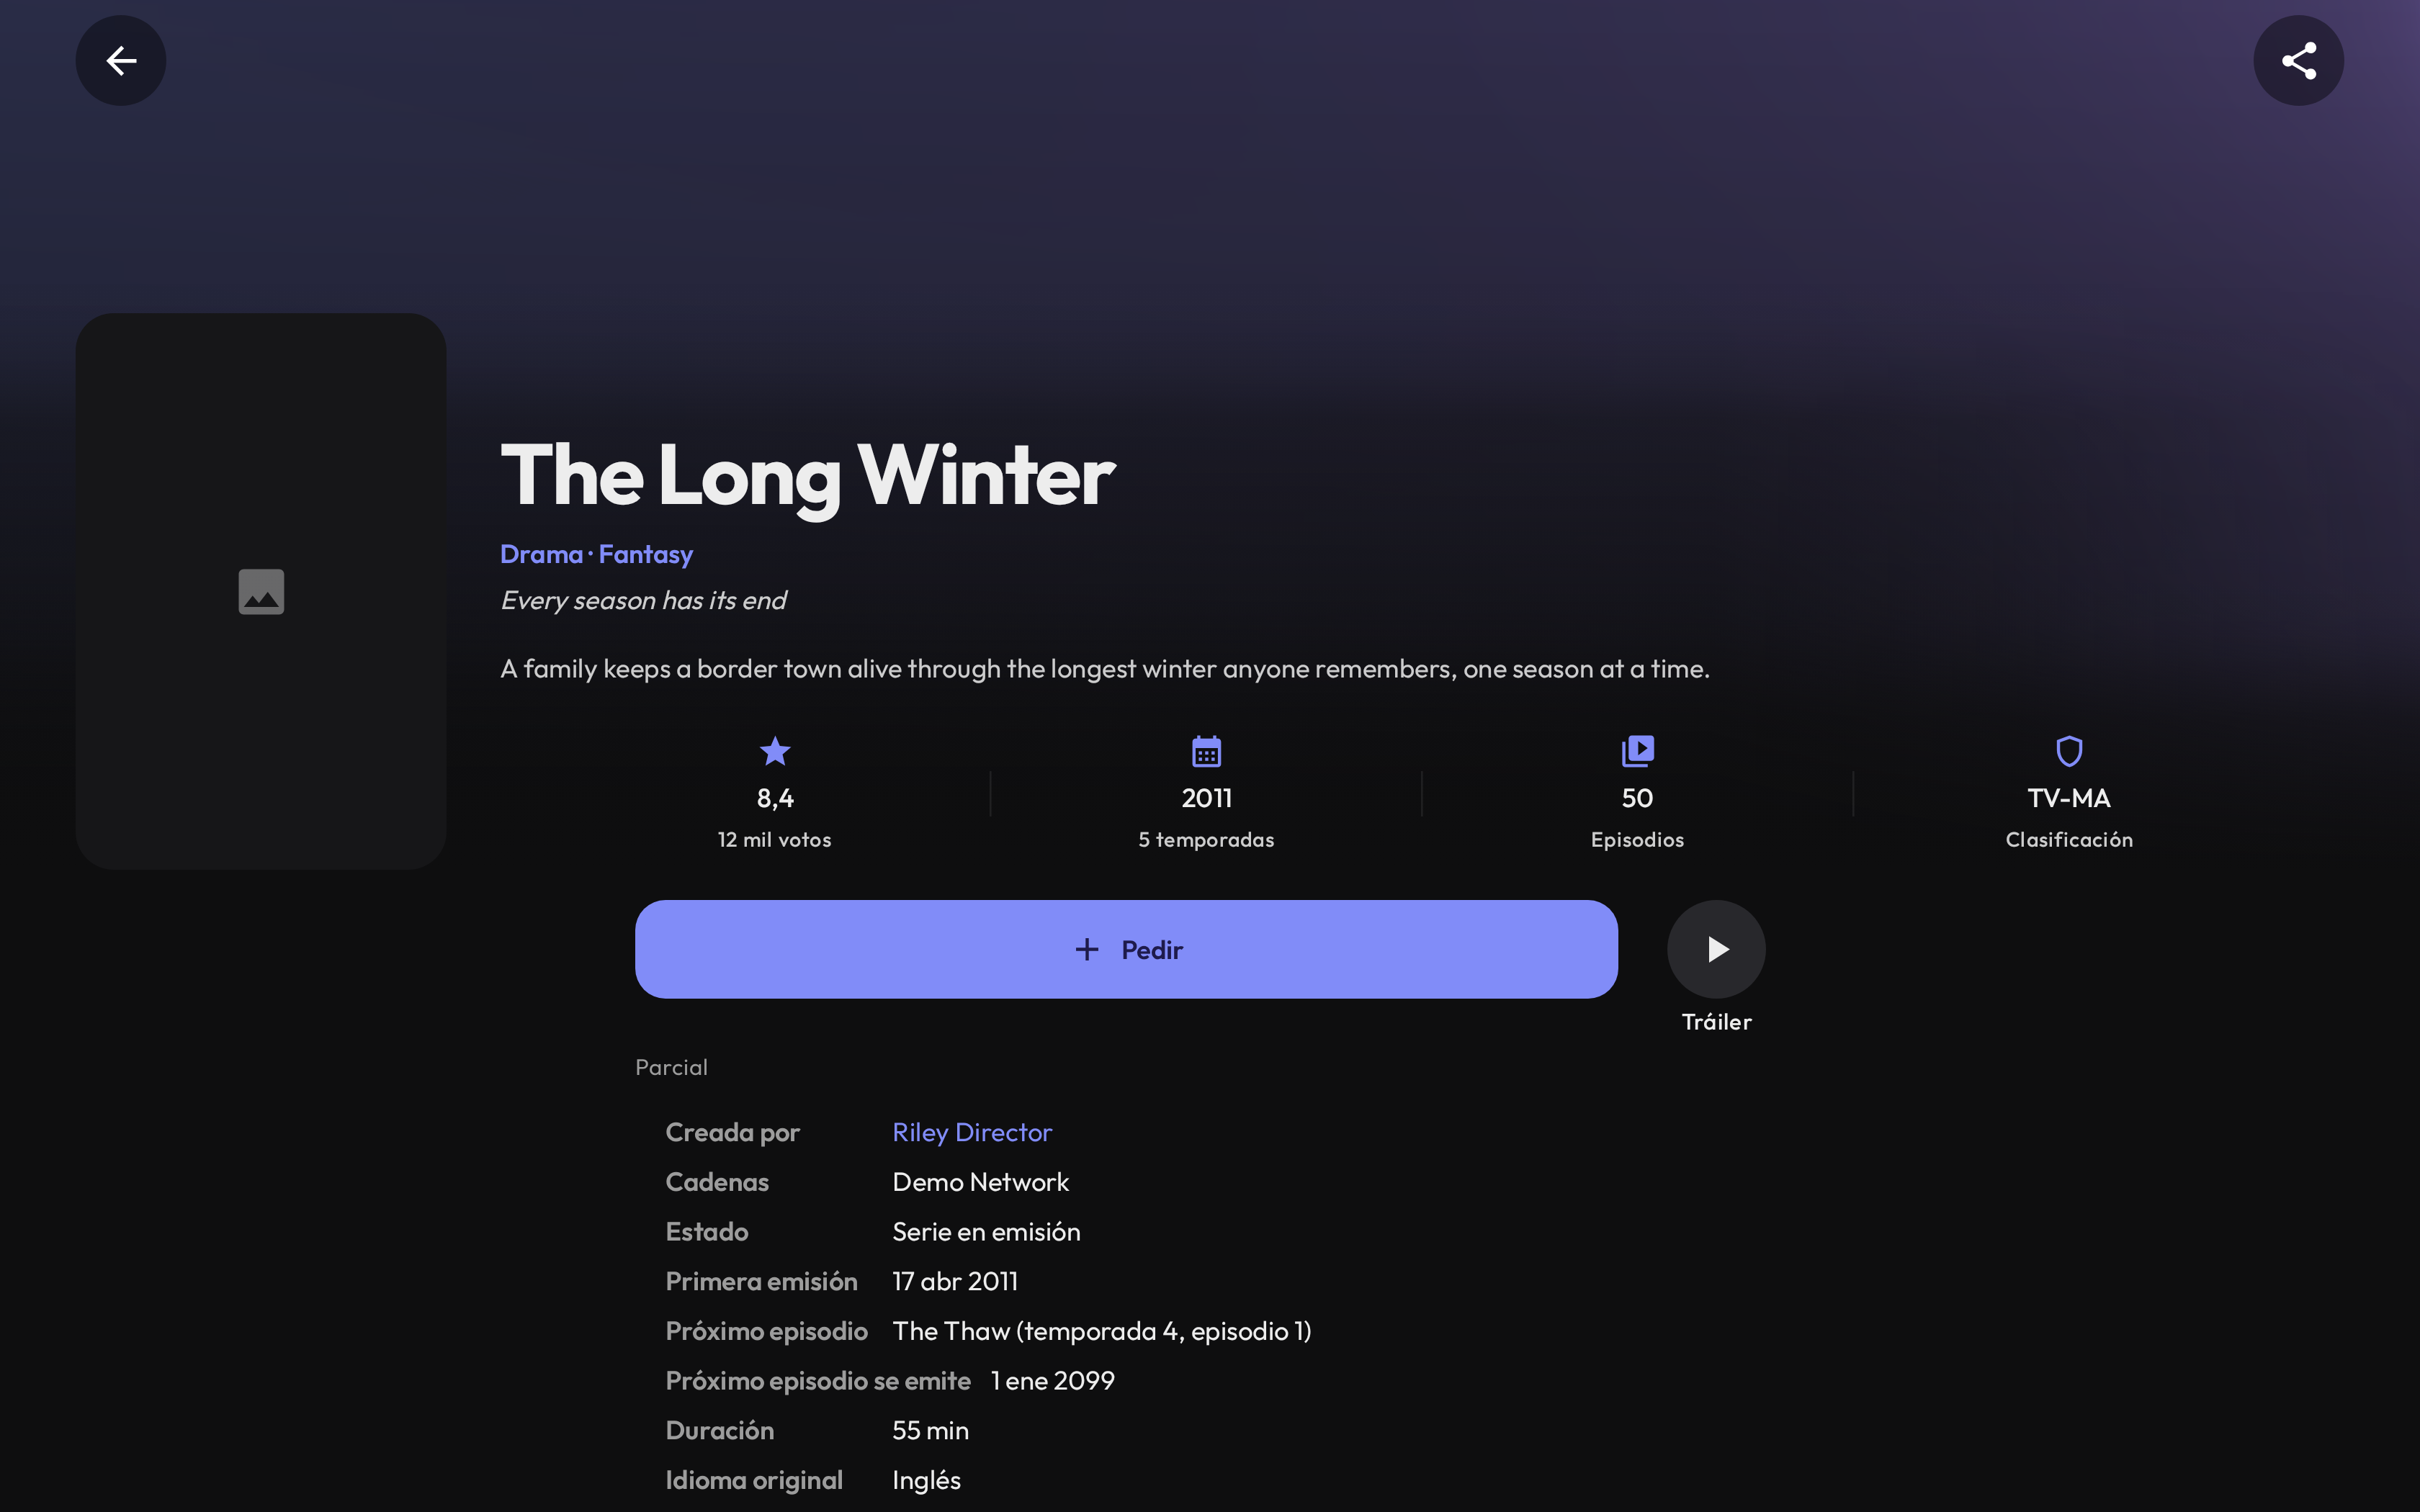 The Long Winter
Drama · Fantasy
Every season has its end
A family keeps a border town alive through the longest winter anyone remembers, one season at a time.
8,4
12 mil votos
2011
5 temporadas
50
Episodios
TV-MA
Clasificación
Pedir
Tráiler
Parcial
Creada por Riley Director
Cadenas Demo Network
Estado Serie en emisión
Primera emisión 17 abr 2011
Próximo episodio The Thaw (temporada 4, episodio 1)
Próximo episodio se emite 1 ene 2099
Duración 55 min
Idioma original Inglés